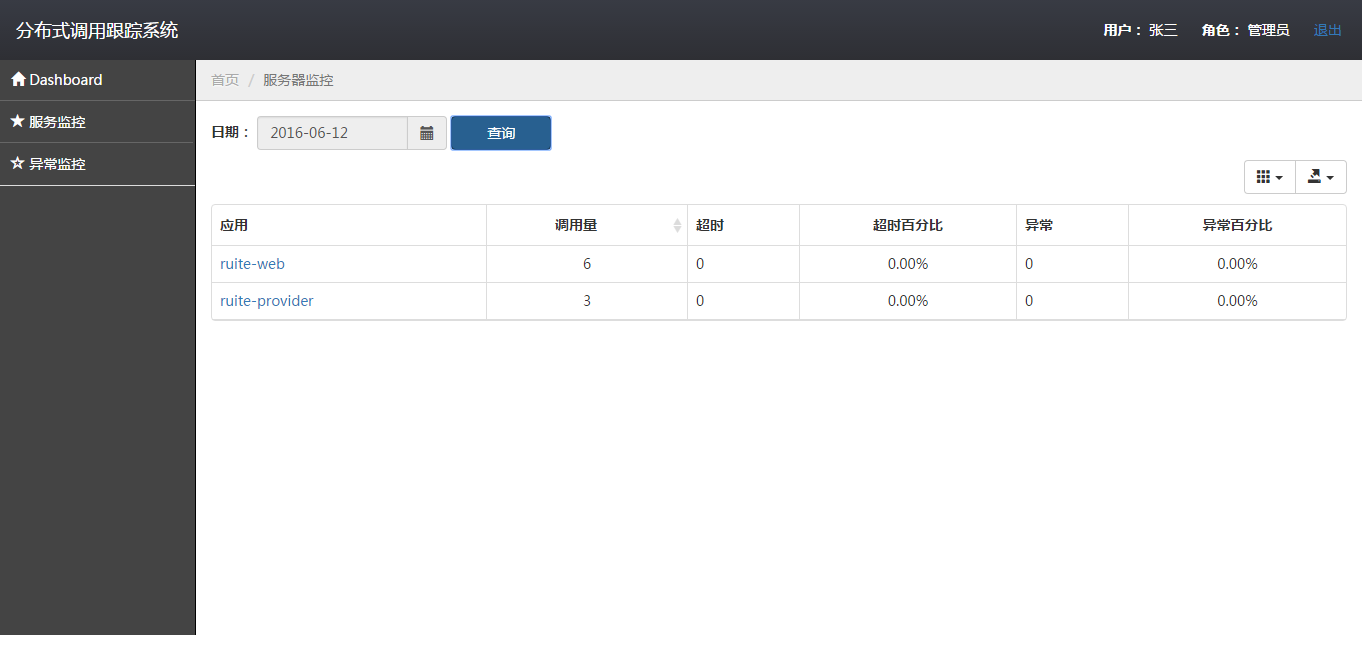 分布式调用跟踪系统
用户： 张三 角色： 管理员 退出
Dashboard
服务监控
异常监控
首页 / 服务器监控
日期： 2016-06-12 查询
应用 调用量 超时 超时百分比 异常 异常百分比
ruite-web 6 0 0.00% 0 0.00%
ruite-provider 3 0 0.00% 0 0.00%